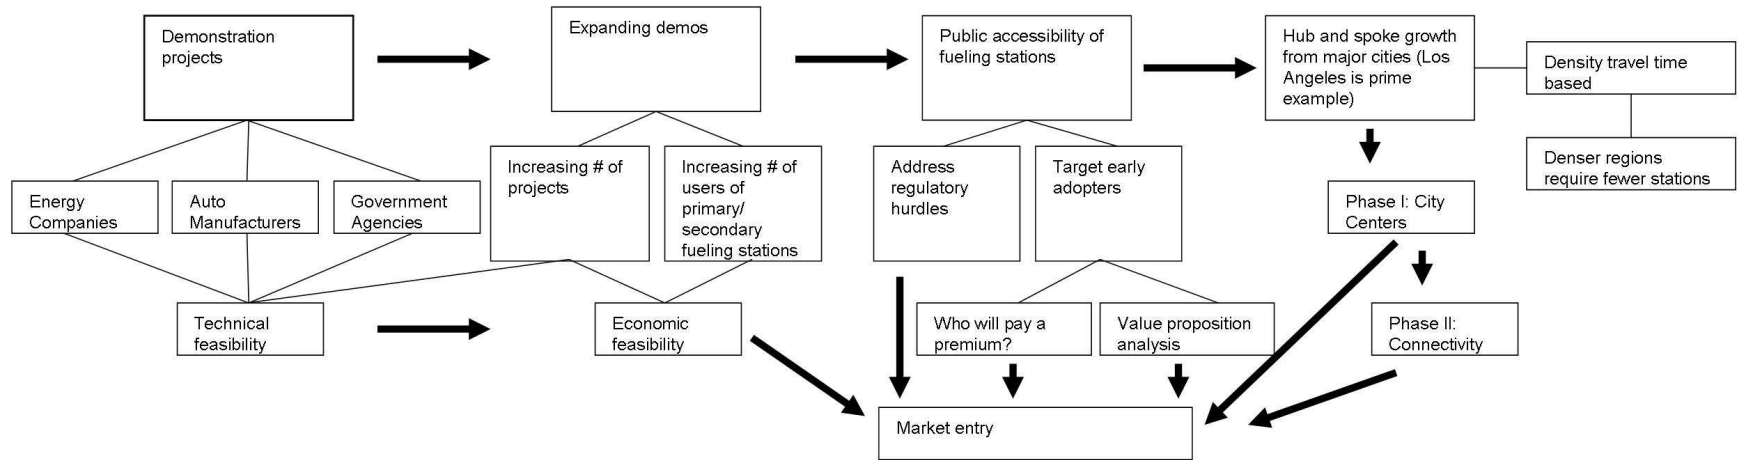 Demonstration
projects
Expanding demos
Public accessibility of
fueling stations
Hub and spoke growth
from major cities (Los
Angeles is prime
example)
Density travel time
based
Denser regions
require fewer stations
Energy
Companies
Auto
Manufacturers
Government
Agencies
Increasing # of
projects
Increasing # of
users of
primary/
secondary
fueling stations
Address
regulatory
hurdles
Target early
adopters
Phase I: City
Centers
Technical
feasibility
Economic
feasibility
Who will pay a
premium?
Value proposition
analysis
Phase II:
Connectivity
Market entry